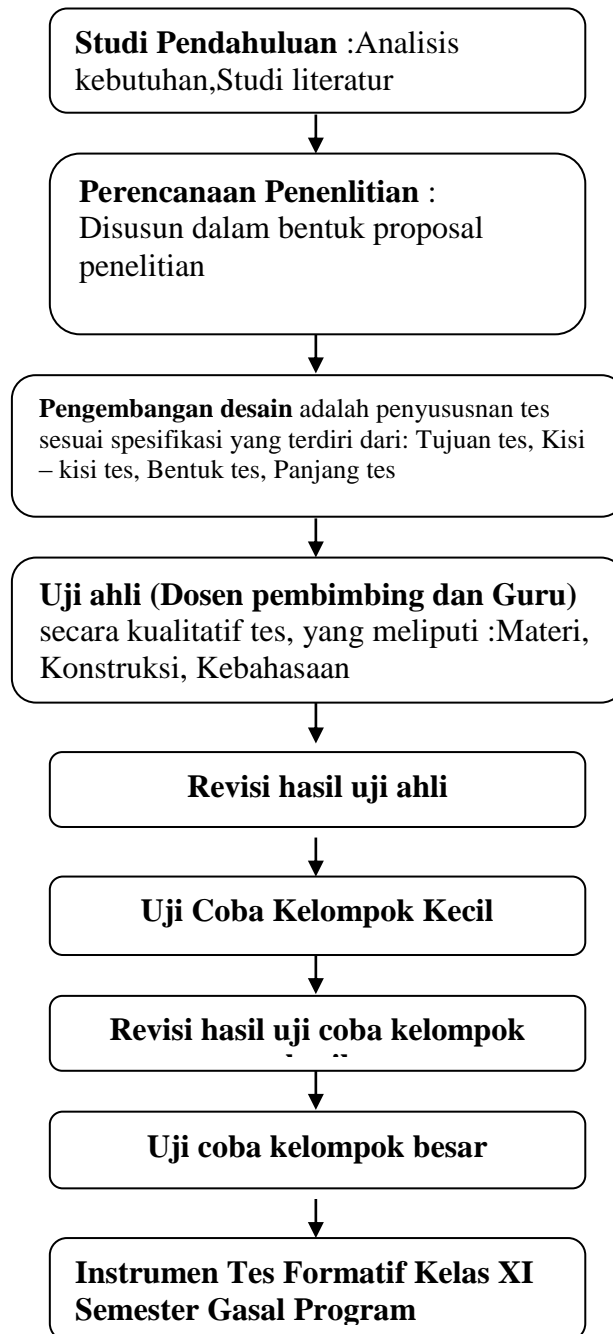 Studi Pendahuluan :Analisis
kebutuhan,Studi literatur
Perencanaan Penenlitian :
Disusun dalam bentuk proposal
penelitian
Pengembangan desain adalah penyususnan tes
sesuai spesifikasi yang terdiri dari: Tujuan tes, Kisi
– kisi tes, Bentuk tes, Panjang tes
Uji ahli (Dosen pembimbing dan Guru)
secara kualitatif tes, yang meliputi :Materi,
Konstruksi, Kebahasaan
Revisi hasil uji ahli
Uji Coba Kelompok Kecil
Revisi hasil uji coba kelompok
Uji coba kelompok besar
Instrumen Tes Formatif Kelas XI
Semester Gasal Program